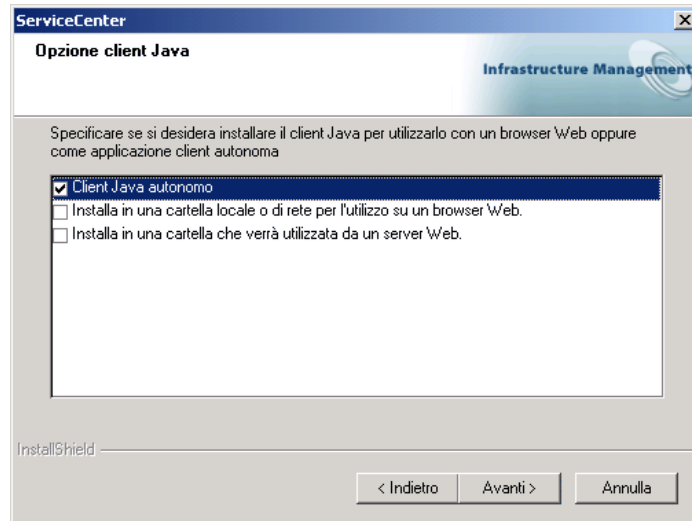 ServiceCenter
Opzione client Java
Infrastructure Management
Specificare se si desidera installare il client Java per utilizzarlo con un browser Web oppure
come applicazione client autonoma
Client Java autonomo
Installa in una cartella locale o di rete per l'utilizzo su un browser Web.
Installa in una cartella che verrà utilizzata da un server Web.
InstallShield
< Indietro
Avanti >
Annulla